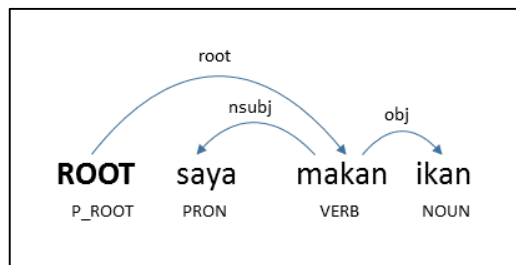 root
nsubj
obj
ROOT saya makan ikan
P_ROOT PRON VERB NOUN